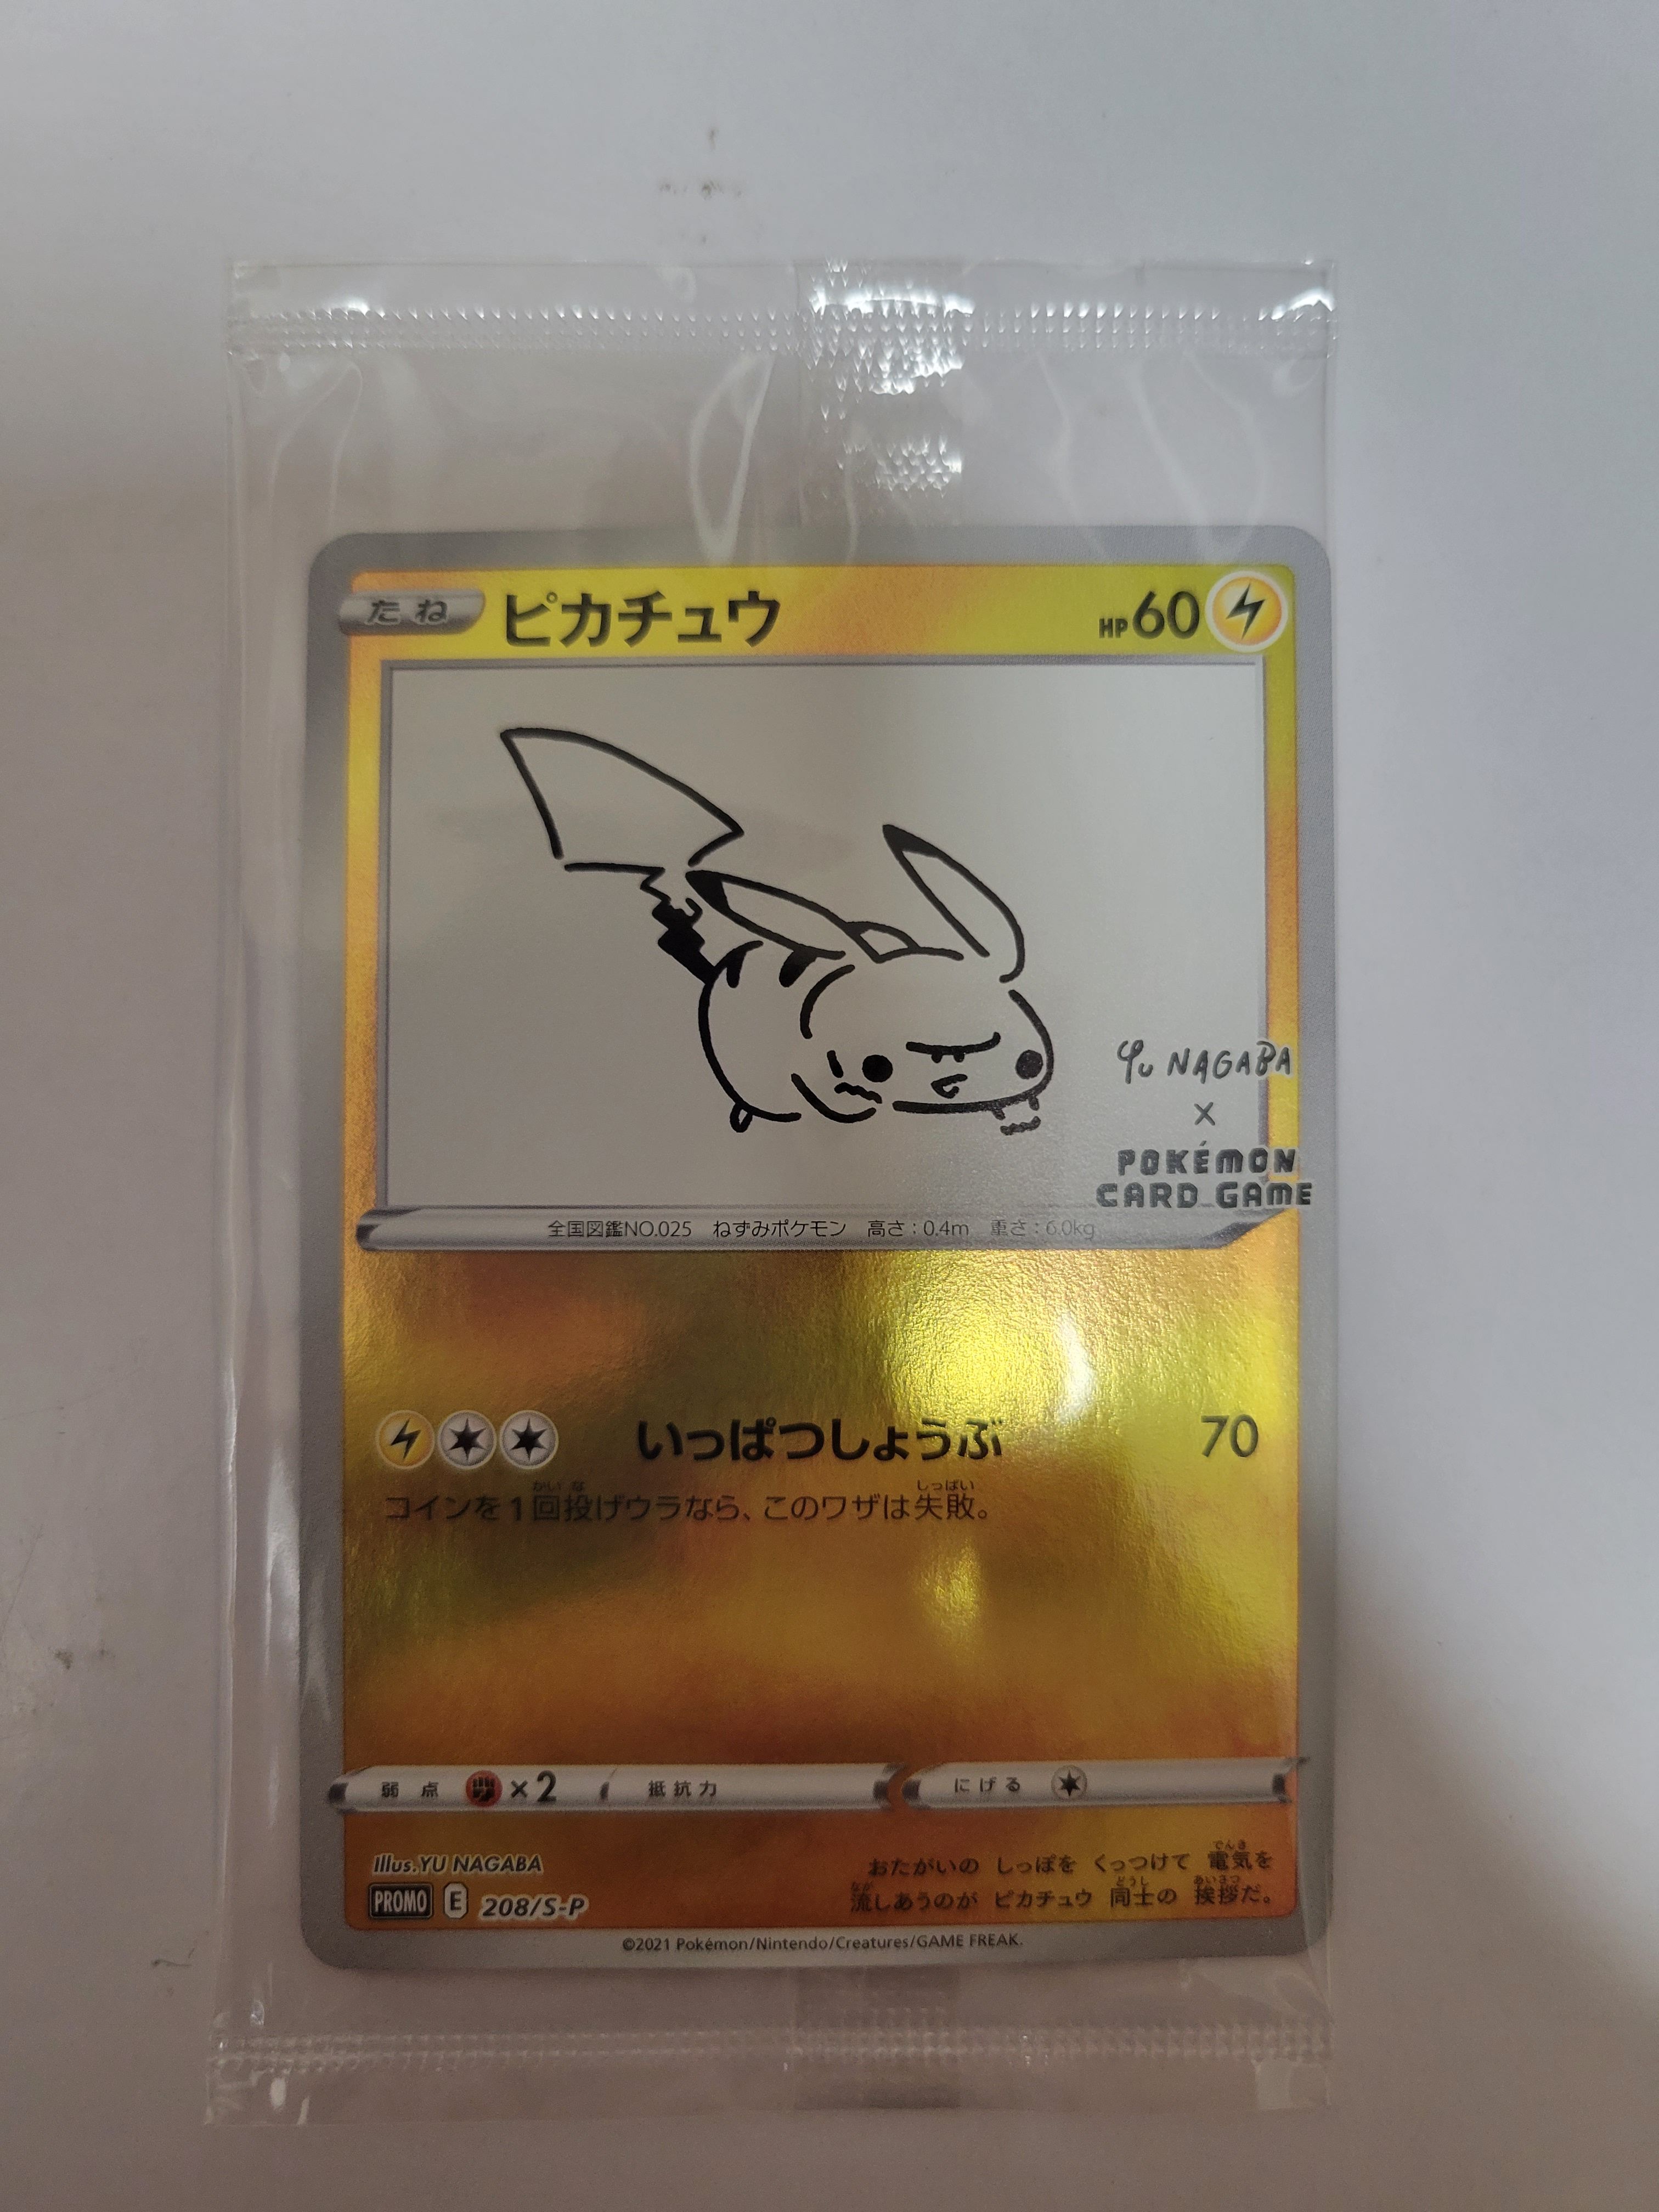 たね ピカチュウ HP60
YU NAGABA
×
POKÉMON
CARD GAME
全国図鑑NO.025 ねずみポケモン 高さ:0.4m 重さ:6.0kg
いっぱつしょうぶ 70
コインを1回投げウラなら、このワザは失敗。
弱点 ×2 抵抗力 にげる
Illus.YU NAGABA
PROMO E 208/S-P
おたがいの しっぽを くっつけて 電気を
流しあうのが ピカチュウ 同士の 挨拶だ。
©2021 Pokémon/Nintendo/Creatures/GAME FREAK.